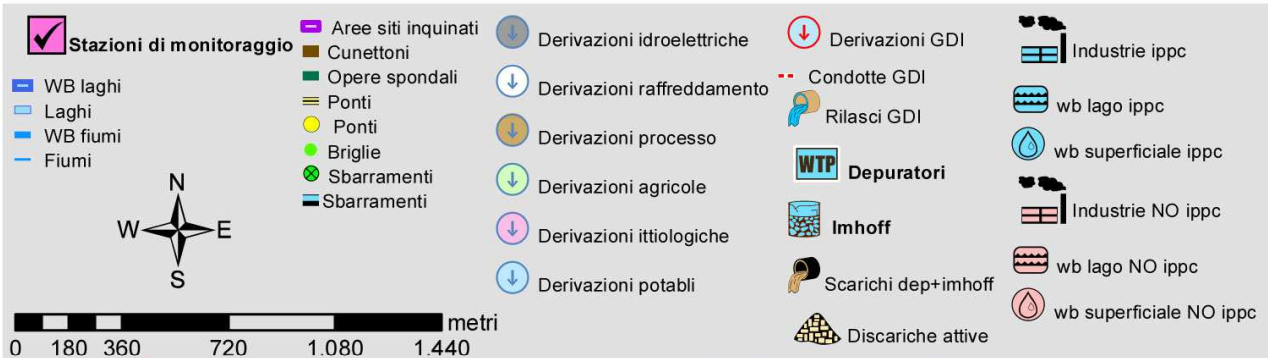 Stazioni di monitoraggio
WB laghi
Laghi
WB fiumi
Fiumi
N
W
E
S
metri
0 180 360 720 1.080 1.440
Aree siti inquinati
Cunettoni
Opere spondali
Ponti
Ponti
Briglie
Sbarramenti
Sbarramenti
Derivazioni idroelettriche
Derivazioni raffreddamento
Derivazioni processo
Derivazioni agricole
Derivazioni ittiologiche
Derivazioni potabli
Derivazioni GDI
Condotte GDI
Rilasci GDI
WTP Depuratori
Imhoff
Scarichi dep+imhoff
Discariche attive
Industrie ippc
wb lago ippc
wb superficiale ippc
Industrie NO ippc
wb lago NO ippc
wb superficiale NO ippc